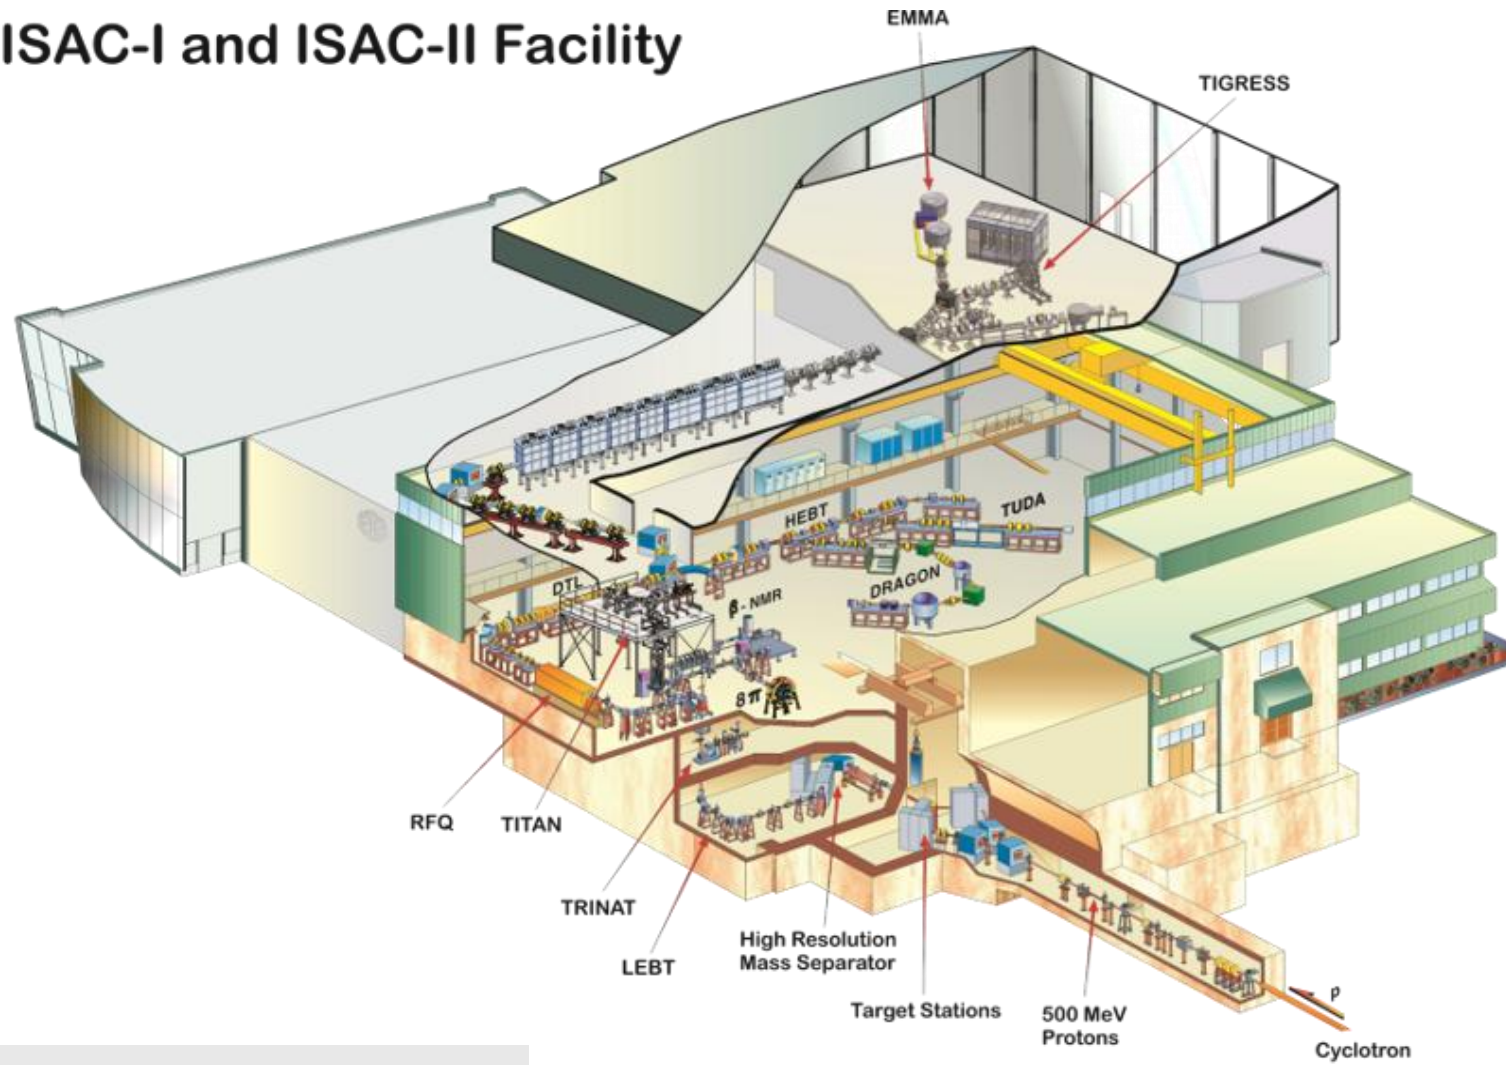 ISAC-I and ISAC-II Facility
EMMA
TIGRESS
HEBT
TUDA
DTL
β-NMR
DRAGON
8π
RFQ
TITAN
TRINAT
LEBT
High Resolution
Mass Separator
Target Stations
500 MeV
Protons
p
Cyclotron